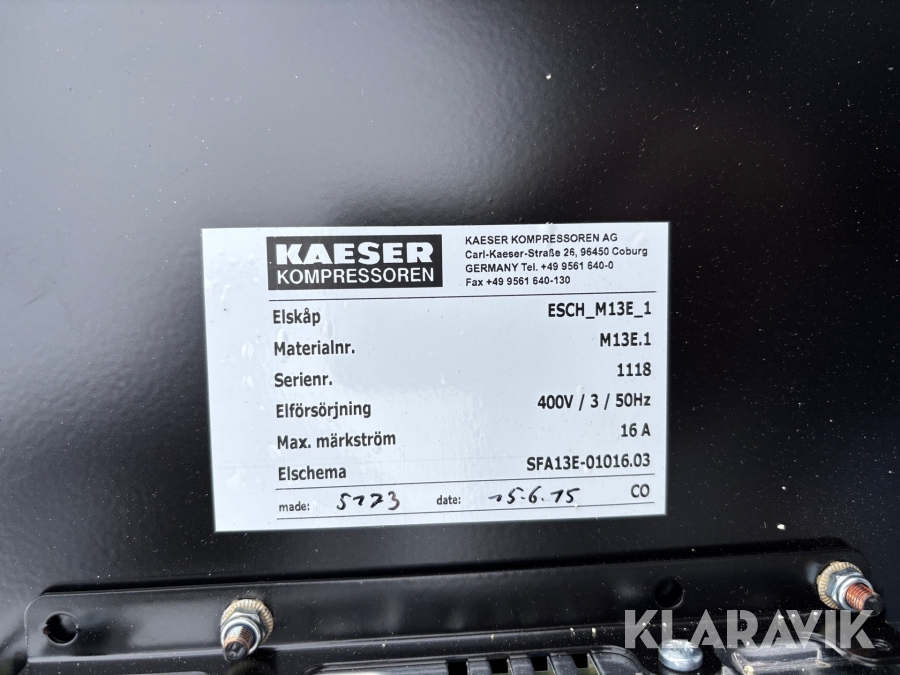 KAESER
KOMPRESSOREN
KAESER KOMPRESSOREN AG
Carl-Kaeser-Straße 26, 96450 Coburg
GERMANY Tel. +49 9561 640-0
Fax +49 9561 640-130
Elskåp ESCH_M13E_1
Materialnr. M13E.1
Serienr. 1118
Elförsörjning 400V / 3 / 50Hz
Max. märkström 16 A
Elschema SFA13E-01016.03
made: 5123 date: 15.6.15 CO
KLARAVIK